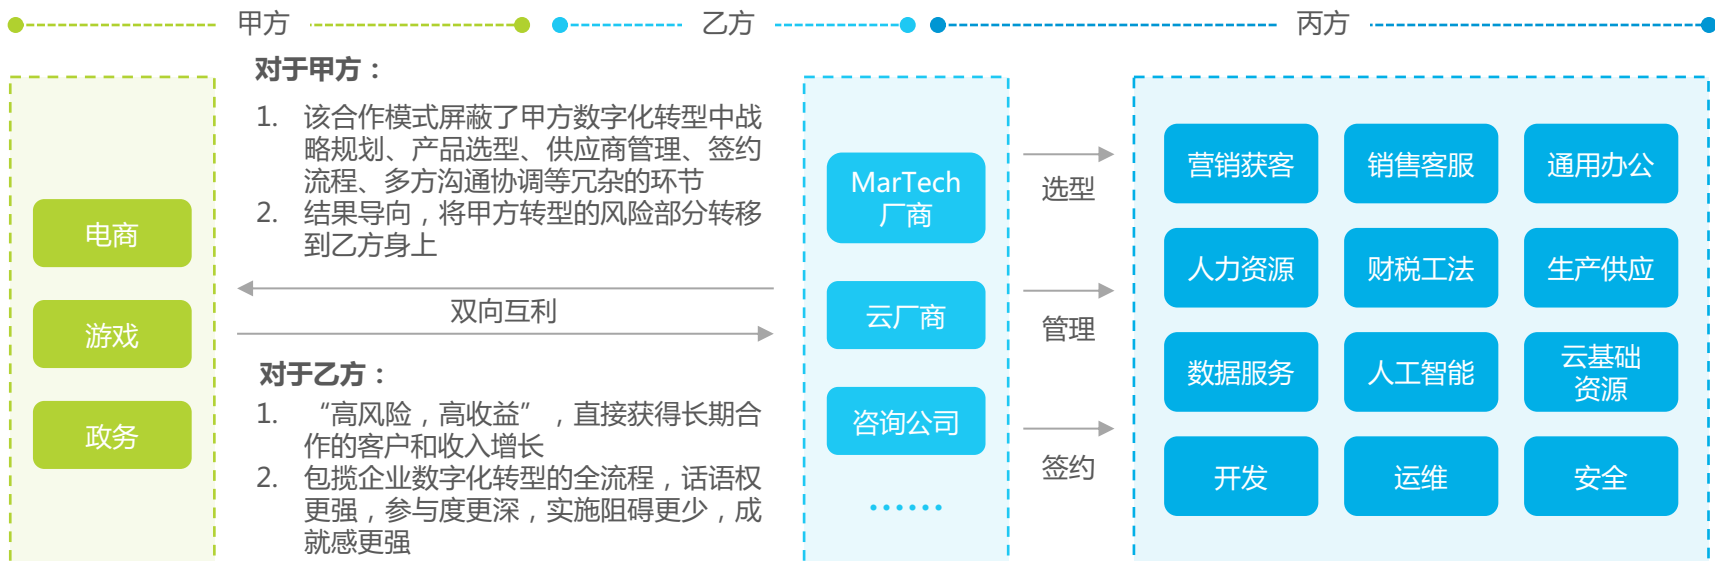 甲方
乙方
丙方
对于甲方：
1. 该合作模式屏蔽了甲方数字化转型中战
略规划、产品选型、供应商管理、签约
流程、多方沟通协调等冗杂的环节
2. 结果导向，将甲方转型的风险部分转移
到乙方身上
电商
游戏
政务
双向互利
对于乙方：
1. “高风险，高收益”，直接获得长期合
作的客户和收入增长
2. 包揽企业数字化转型的全流程，话语权
更强，参与度更深，实施阻碍更少，成
就感更强
MarTech
厂商
云厂商
咨询公司
……
选型
管理
签约
营销获客
销售客服
通用办公
人力资源
财税工法
生产供应
数据服务
人工智能
云基础
资源
开发
运维
安全